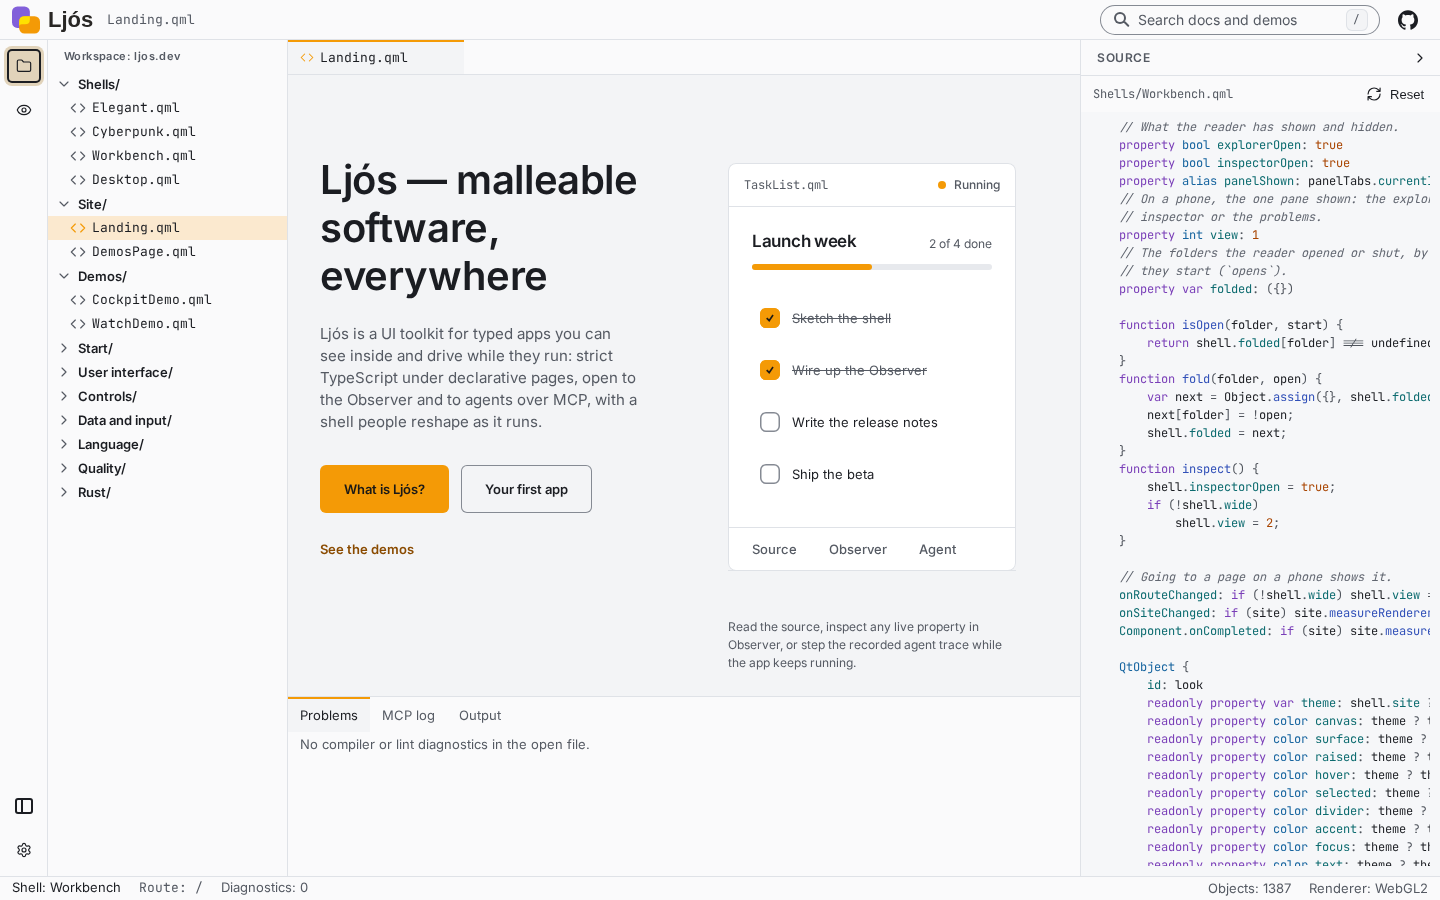 Ljós
Landing.qml
Search docs and demos
/
Workspace: ljos.dev
Shells/
Elegant.qml
Cyberpunk.qml
Workbench.qml
Desktop.qml
Site/
Landing.qml
DemosPage.qml
Demos/
CockpitDemo.qml
WatchDemo.qml
Start/
User interface/
Controls/
Data and input/
Language/
Quality/
Rust/
Landing.qml
Ljós — malleable
software,
everywhere
Ljós is a UI toolkit for typed apps you can
see inside and drive while they run: strict
TypeScript under declarative pages, open to
the Observer and to agents over MCP, with a
shell people reshape as it runs.
What is Ljós?
Your first app
See the demos
TaskList.qml
Running
Launch week
2 of 4 done
Sketch the shell
Wire up the Observer
Write the release notes
Ship the beta
Source
Observer
Agent
Read the source, inspect any live property in
Observer, or step the recorded agent trace while
the app keeps running.
Problems
MCP log
Output
No compiler or lint diagnostics in the open file.
SOURCE
Shells/Workbench.qml
Reset
// What the reader has shown and hidden.
property bool explorerOpen: true
property bool inspectorOpen: true
property alias panelShown: panelTabs.
// On a phone, the one pane shown: the
// inspector or the problems.
property int view: 1
// The folders the reader opened or shut, by
// they start (`opens`).
property var folded: ({})
function isOpen(folder, start) {
return shell.folded[folder] !== undefined
}
function fold(folder, open) {
var next = Object.assign({}, shell.folded
next[folder] = !open;
shell.folded = next;
}
function inspect() {
shell.inspectorOpen = true;
if (!shell.wide)
shell.view = 2;
}
// Going to a page on a phone shows it.
onRouteChanged: if (!shell.wide) shell.view =
onSiteChanged: if (site) site.measureRenderer
Component.onCompleted: if (site) site.measure
QtObject {
id: look
readonly property var theme: shell.site ?
readonly property color canvas: theme ?
readonly property color surface: theme ?
readonly property color raised: theme ?
readonly property color hover: theme ?
readonly property color selected: theme ?
readonly property color divider: theme ?
readonly property color accent: theme ?
readonly property color focus: theme ?
readonly property color text: theme ?
Shell: Workbench
Route: /
Diagnostics: 0
Objects: 1387
Renderer: WebGL2